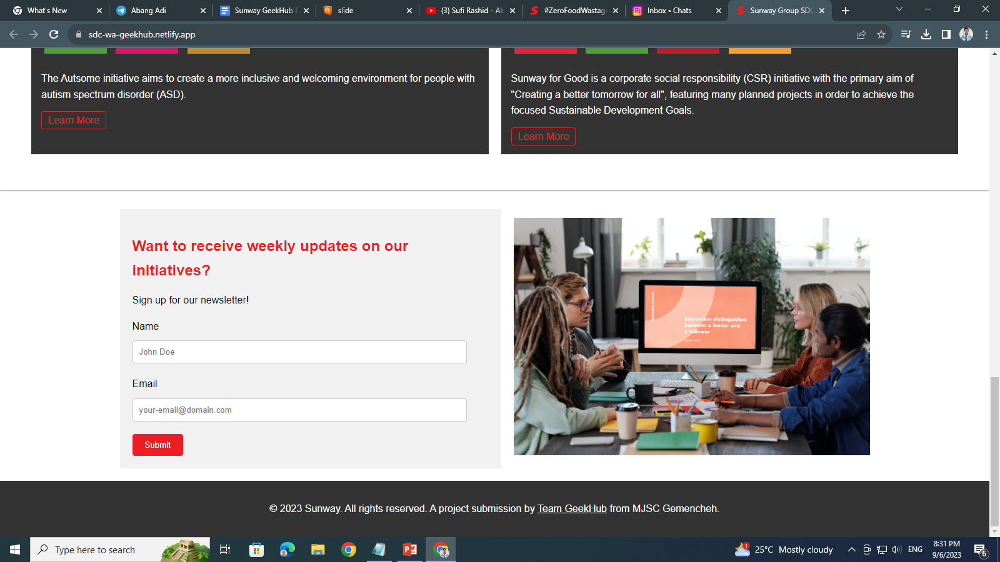 What's New
Abang Adi
Sunway GeekHub
slide
(3) Sufi Rashid - Ak
#ZeroFoodWastage
Inbox • Chats
Sunway Group SDG
sdc-wa-geekhub.netlify.app
The Autsome initiative aims to create a more inclusive and welcoming environment for people with
autism spectrum disorder (ASD).
Learn More
Sunway for Good is a corporate social responsibility (CSR) initiative with the primary aim of
"Creating a better tomorrow for all", featuring many planned projects in order to achieve the
focused Sustainable Development Goals.
Learn More
Want to receive weekly updates on our
initiatives?
Sign up for our newsletter!
Name
John Doe
Email
your-email@domain.com
Submit
Innovation distinguishes
between a leader and
a follower.
© 2023 Sunway. All rights reserved. A project submission by Team GeekHub from MJSC Gemencheh.
Type here to search
1
25°C Mostly cloudy
ENG
8:31 PM
9/6/2023
6